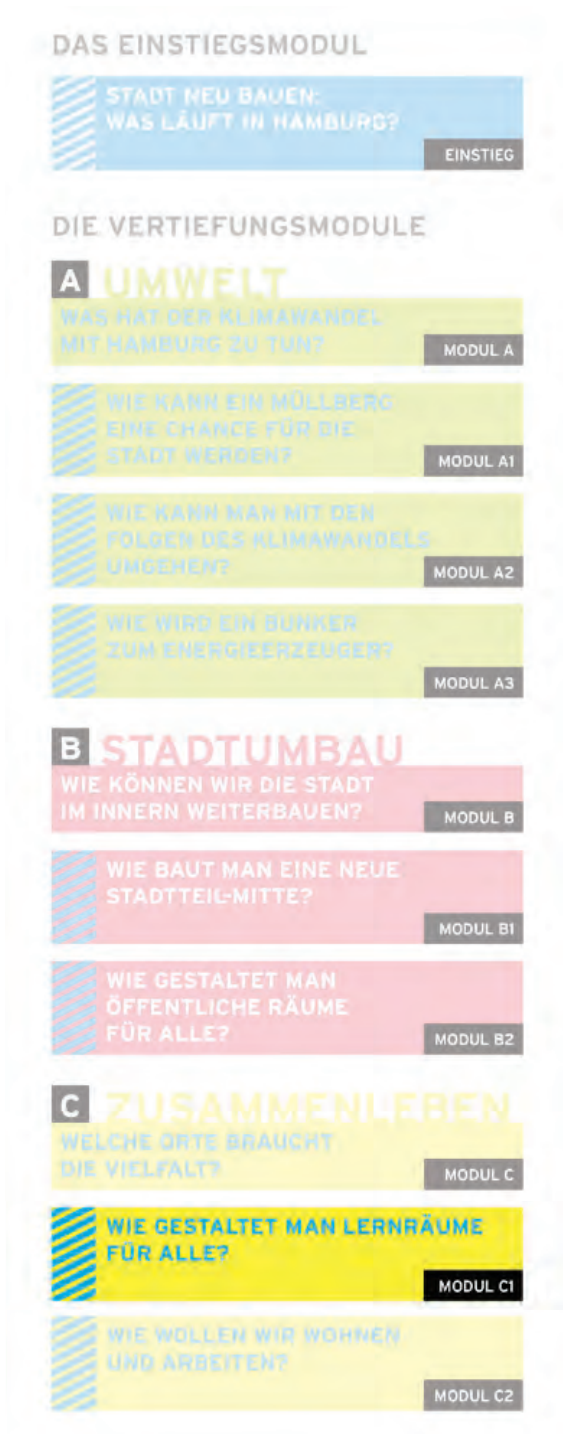 DAS EINSTIEGSMODUL
STADT NEU BAUEN:
WAS LÄUFT IN HAMBURG?
EINSTIEG
DIE VERTIEFUNGSMODULE
A UMWELT
WAS HAT DER KLIMAWANDEL
MIT HAMBURG ZU TUN?
MODUL A
WIE KANN EIN MÜLLBERG
EINE CHANCE FÜR DIE
STADT WERDEN?
MODUL A1
WIE KANN MAN MIT DEN
FOLGEN DES KLIMAWANDELS
UMGEHEN?
MODUL A2
WIE WIRD EIN BUNKER
ZUM ENERGIEERZEUGER?
MODUL A3
B STADTUMBAU
WIE KÖNNEN WIR DIE STADT
IM INNERN WEITERBAUEN?
MODUL B
WIE BAUT MAN EINE NEUE
STADTTEIL-MITTE?
MODUL B1
WIE GESTALTET MAN
ÖFFENTLICHE RÄUME
FÜR ALLE?
MODUL B2
C ZUSAMMENLEBEN
WELCHE ORTE BRAUCHT
DIE VIELFALT?
MODUL C
WIE GESTALTET MAN LERNRÄUME
FÜR ALLE?
MODUL C1
WIE WOLLEN WIR WOHNEN
UND ARBEITEN?
MODUL C2